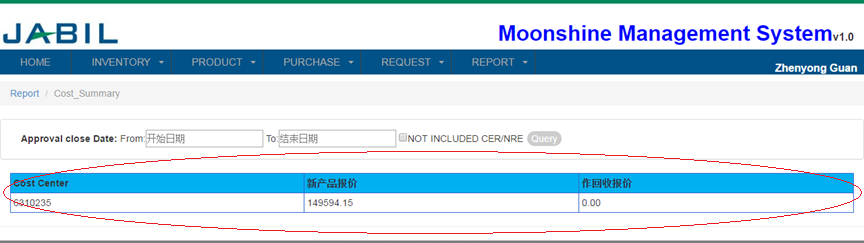 JABIL
Moonshine Management Systemv1.0
HOME INVENTORY PRODUCT PURCHASE REQUEST REPORT
Zhenyong Guan
Report / Cost_Summary
Approval close Date: From:开始日期 To:结束日期 NOT INCLUDED CER/NRE Query
Cost Center 新产品报价 作回收报价
6310235 149594.15 0.00